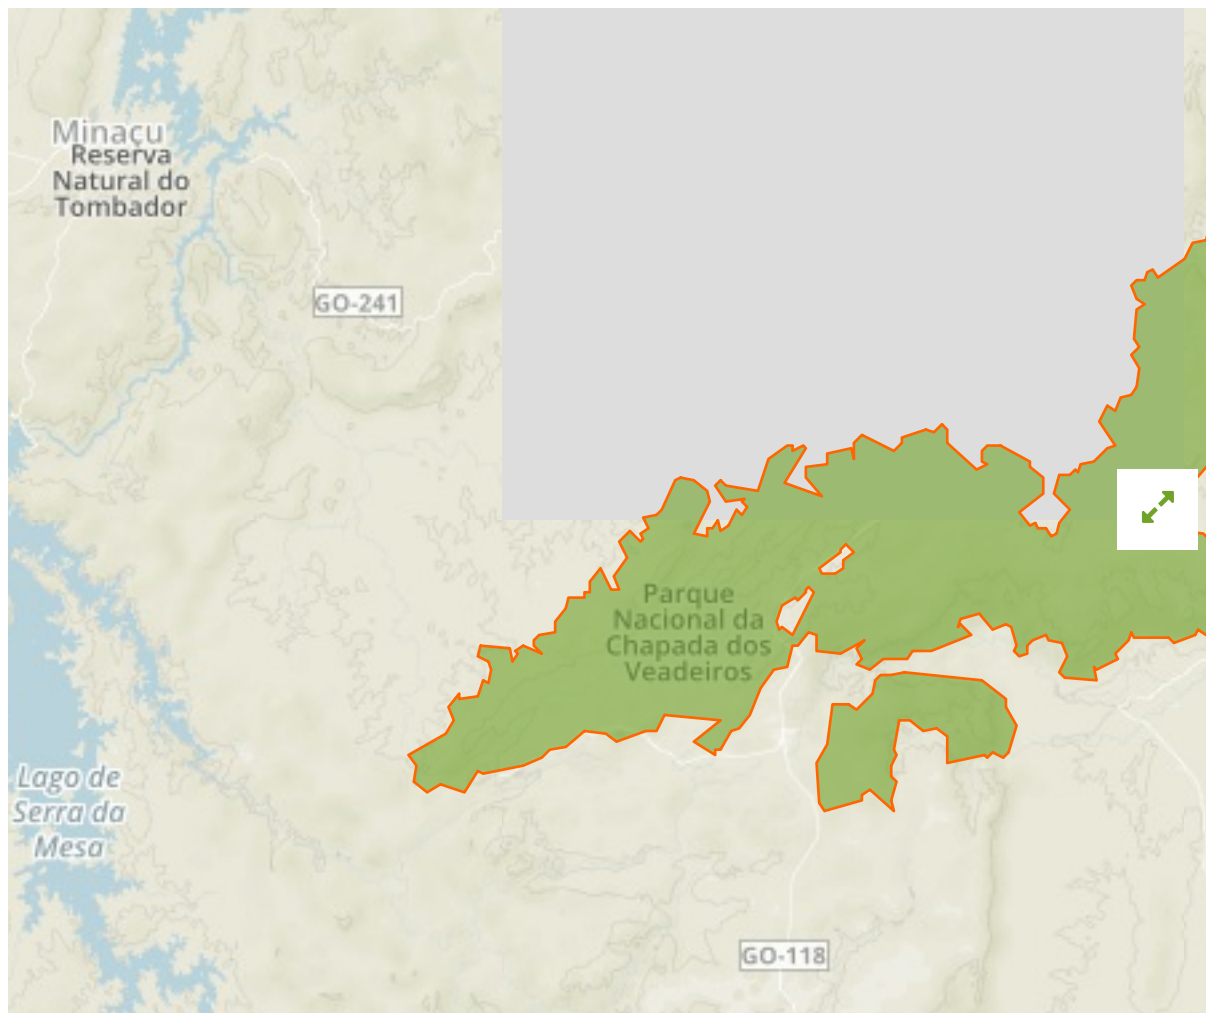 Minaçu
Reserva
Natural do
Tombador
GO-241
Parque
Nacional da
Chapada dos
Veadeiros
Lago de
Serra da
Mesa
GO-118